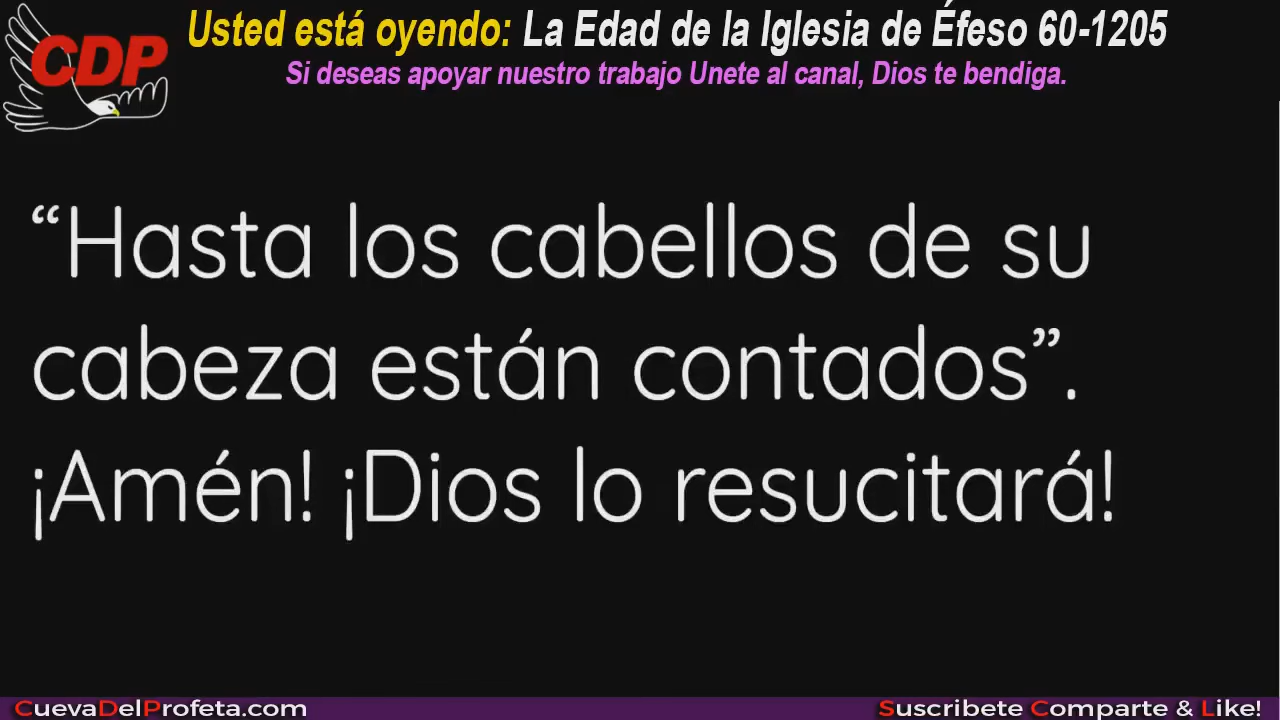 CDP
Usted está oyendo: La Edad de la Iglesia de Éfeso 60-1205
Si deseas apoyar nuestro trabajo Unete al canal, Dios te bendiga.
“Hasta los cabellos de su
cabeza están contados”.
¡Amén! ¡Dios lo resucitará!
CuevaDelProfeta.com
Suscribete Comparte & Like!